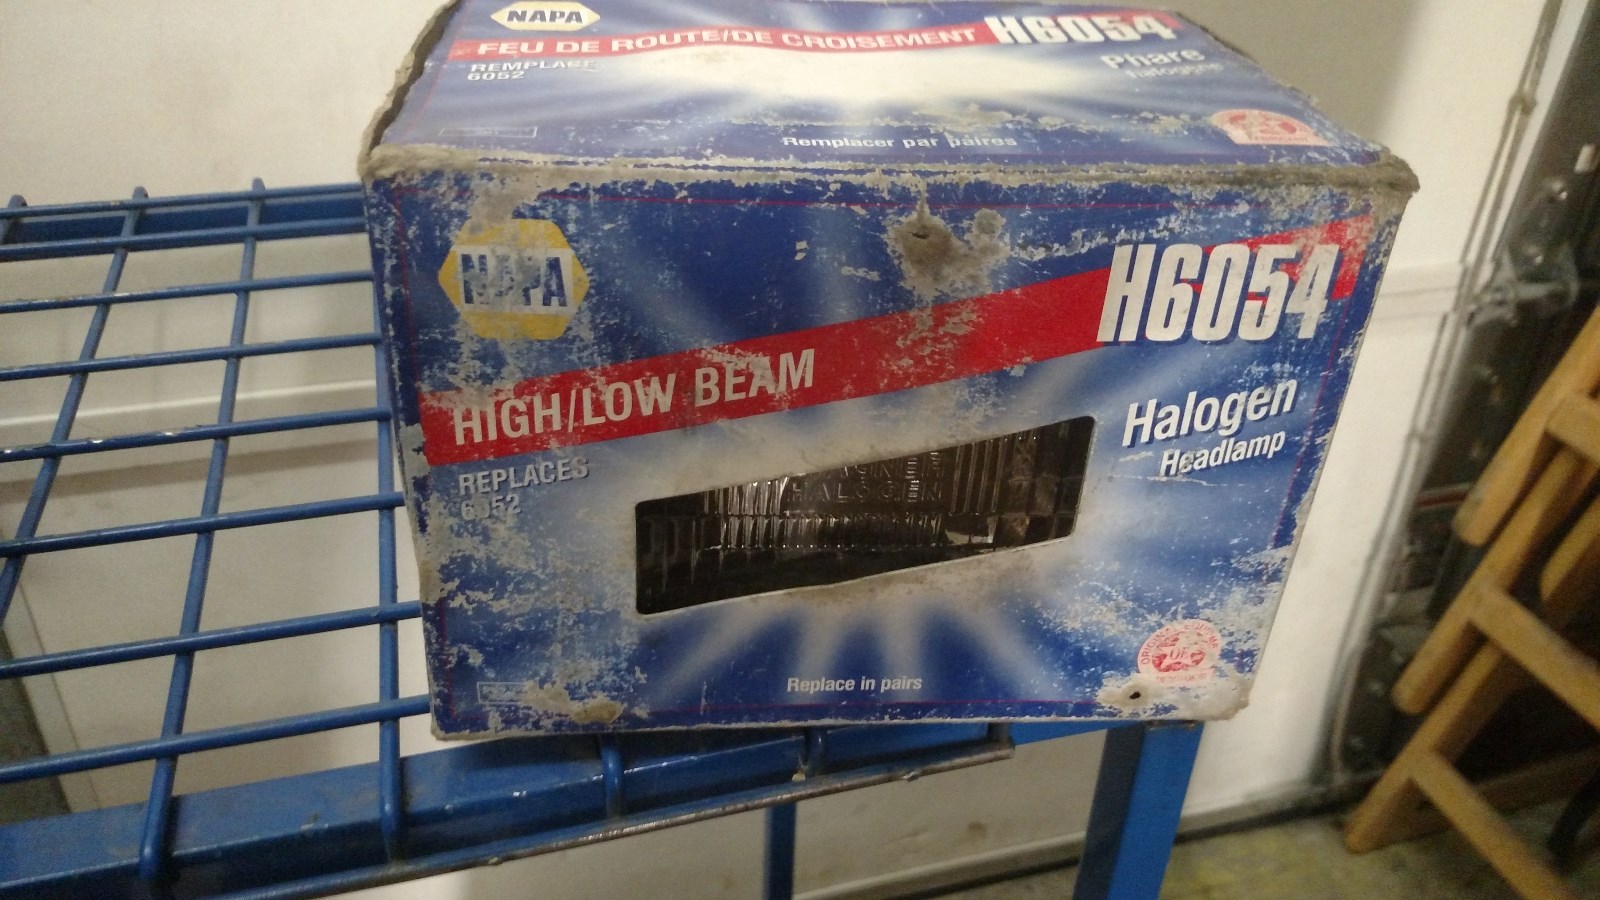 NAPA
FEU DE ROUTE/DE CROISEMENT H6054
REMPLACE
6052
Phare
Halogène
Remplacer par paires
NAPA
H6054
HIGH/LOW BEAM
REPLACES
6052
Halogen
Headlamp
HALOGEN
Replace in pairs